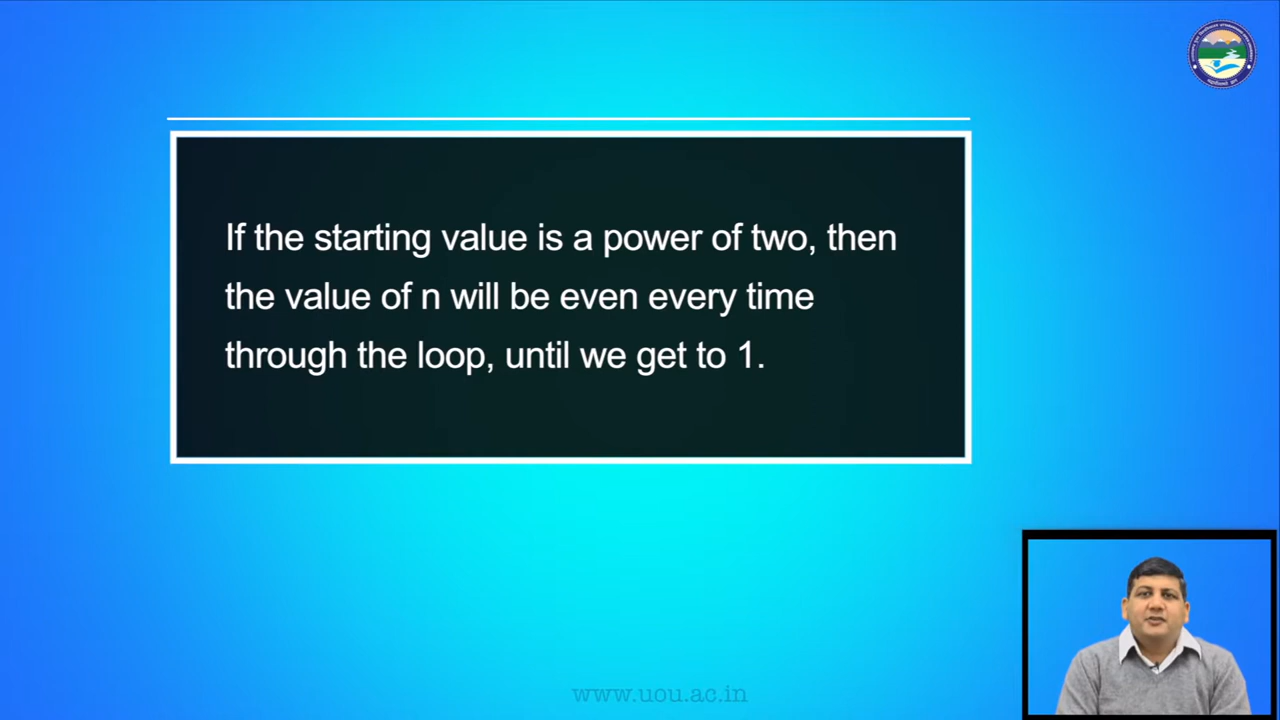 If the starting value is a power of two, then
the value of n will be even every time
through the loop, until we get to 1.
www.uou.ac.in